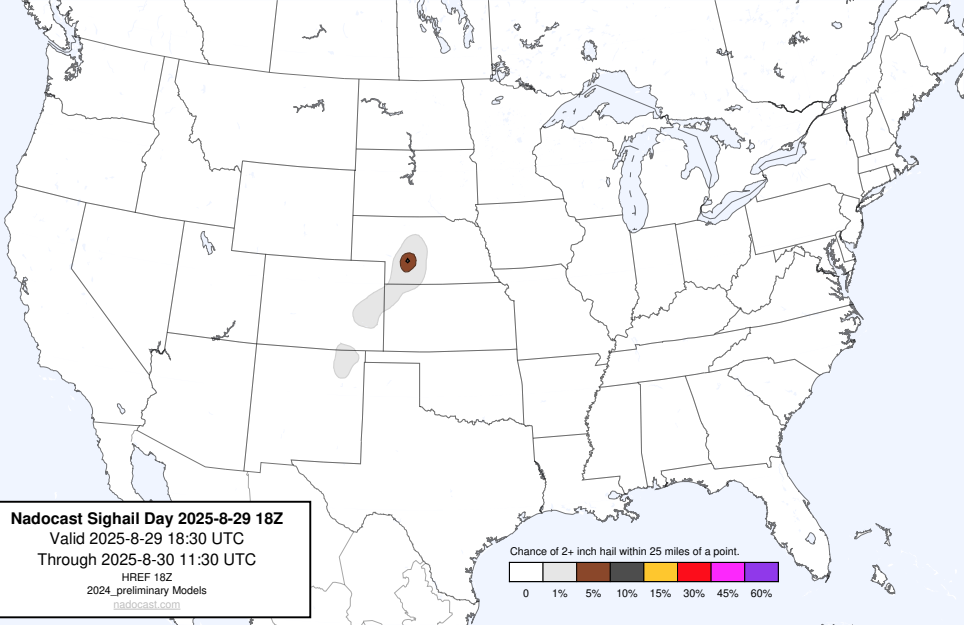 Nadocast Sighail Day 2025-8-29 18Z
Valid 2025-8-29 18:30 UTC
Through 2025-8-30 11:30 UTC
HREF 18Z
2024_preliminary Models
nadocast.com
Chance of 2+ inch hail within 25 miles of a point.
0 1% 5% 10% 15% 30% 45% 60%